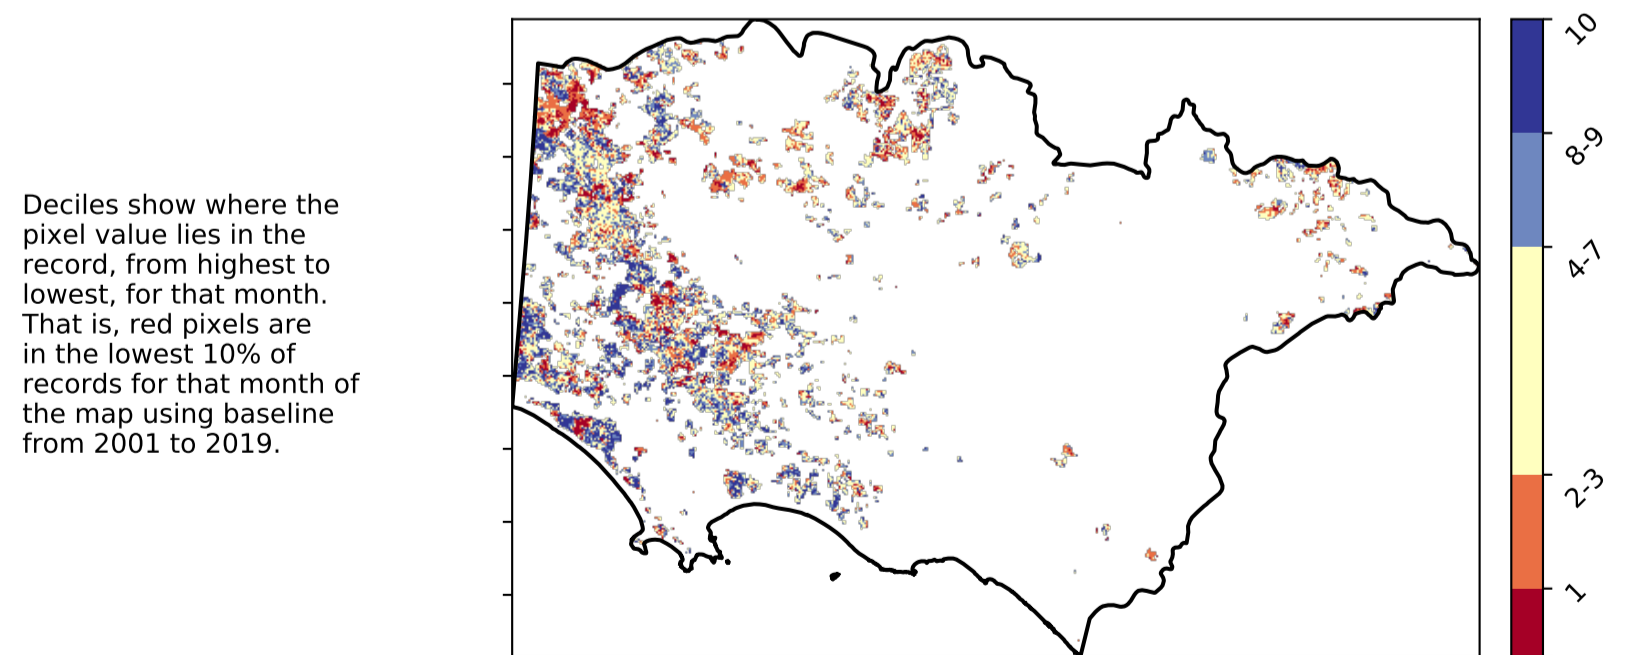 Deciles show where the
pixel value lies in the
record, from highest to
lowest, for that month.
That is, red pixels are
in the lowest 10% of
records for that month of
the map using baseline
from 2001 to 2019.
10
8-9
4-7
2-3
1